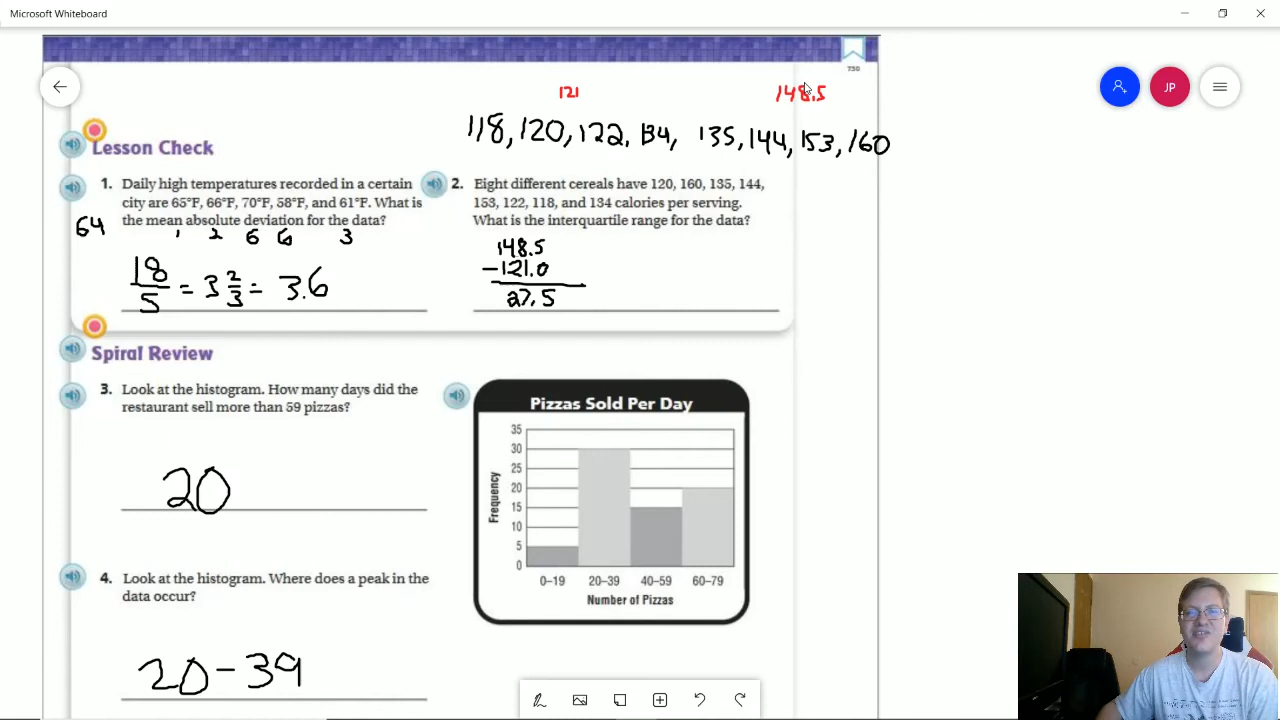 Microsoft Whiteboard
730
JP
121
148.5
118, 120, 122, 134, 135, 144, 153, 160
Lesson Check
1. Daily high temperatures recorded in a certain
city are 65°F, 66°F, 70°F, 58°F, and 61°F. What is
the mean absolute deviation for the data?
64
1 2 6 6 3
18/5 = 3 2/3 = 3.6
2. Eight different cereals have 120, 160, 135, 144,
153, 122, 118, and 134 calories per serving.
What is the interquartile range for the data?
148.5
-121.0
27.5
Spiral Review
3. Look at the histogram. How many days did the
restaurant sell more than 59 pizzas?
20
4. Look at the histogram. Where does a peak in the
data occur?
20-39
Pizzas Sold Per Day
Frequency
35
30
25
20
15
10
5
0
0–19 20–39 40–59 60–79
Number of Pizzas